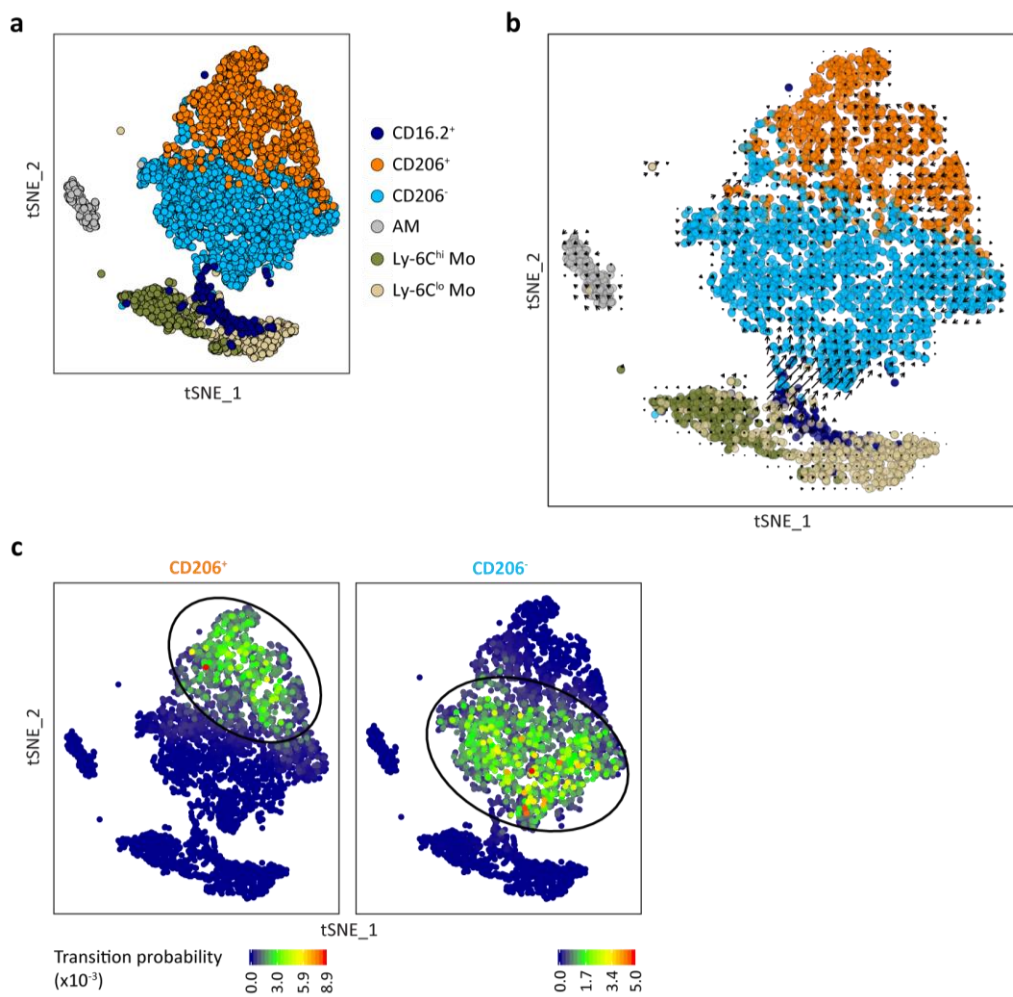 a
tSNE_2
tSNE_1
CD16.2⁺
CD206⁺
CD206⁻
AM
Ly-6Cʰⁱ Mo
Ly-6Cˡᵒ Mo
b
tSNE_2
tSNE_1
c
CD206⁺
CD206⁻
tSNE_2
tSNE_1
Transition probability
(x10⁻³)
0.0
3.0
5.9
8.9
0.0
1.7
3.4
5.0